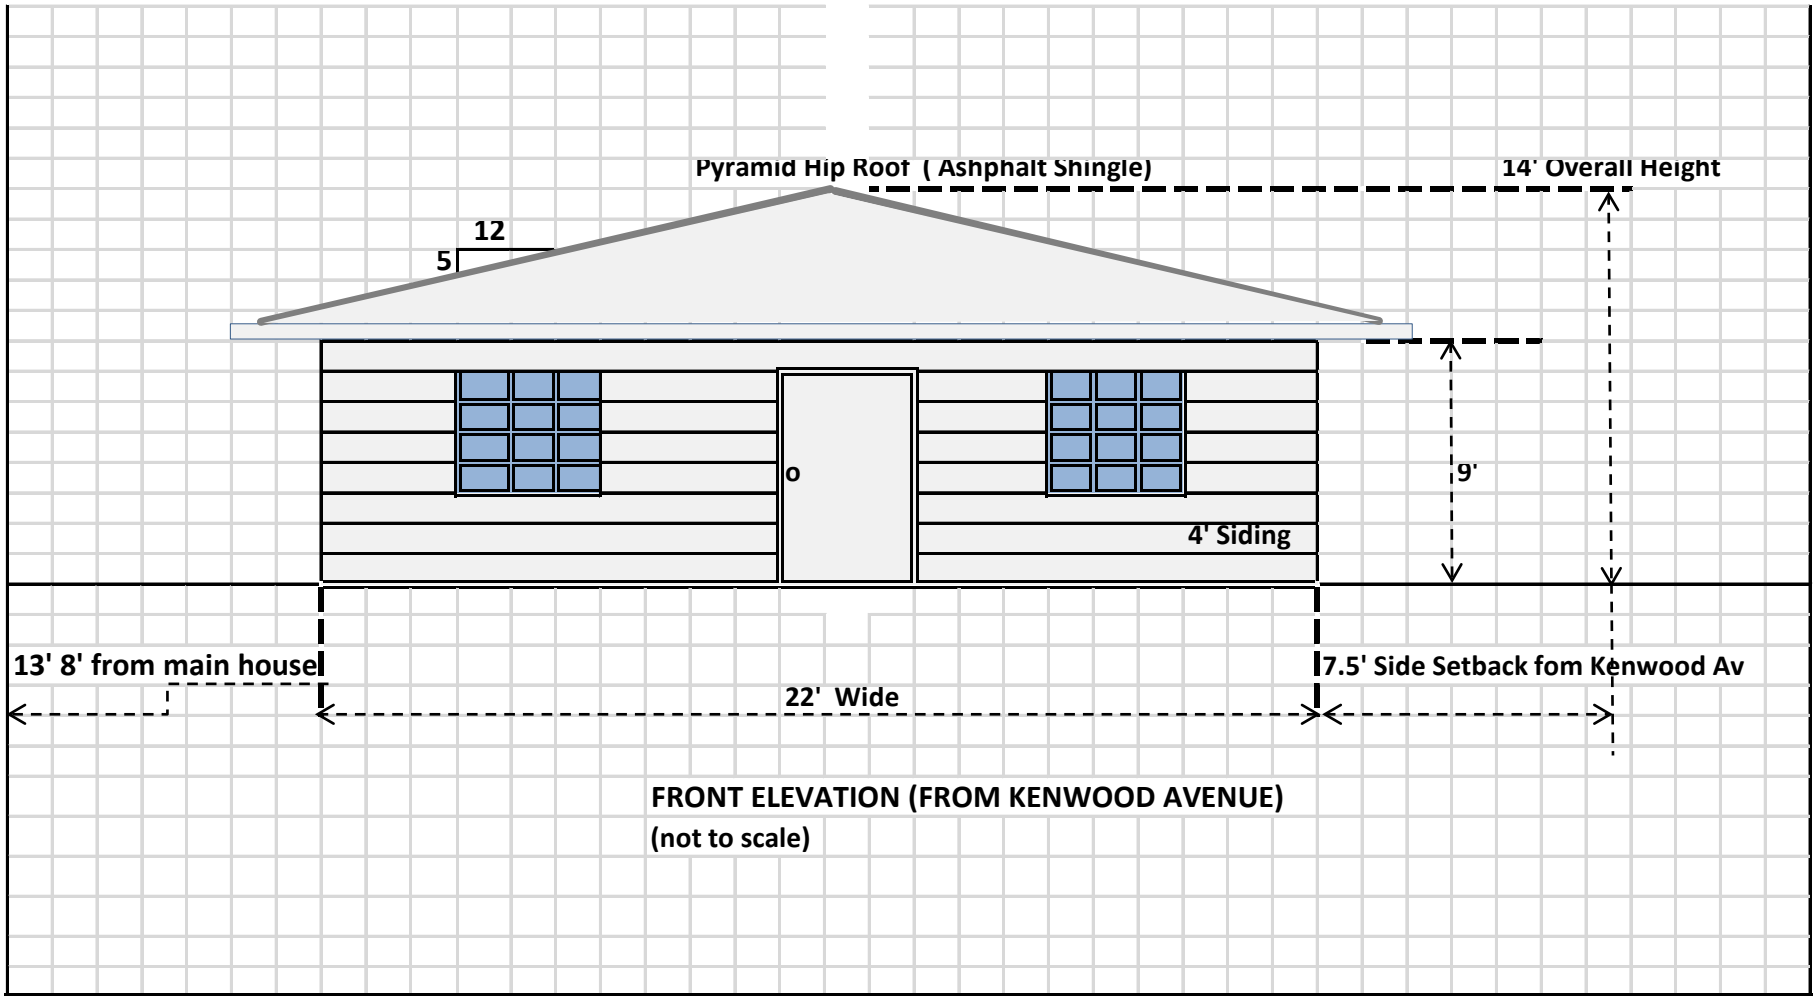 Pyramid Hip Roof ( Ashphalt Shingle)
14' Overall Height
12
5
9'
o
4' Siding
13' 8' from main house
7.5' Side Setback fom Kenwood Av
22' Wide
FRONT ELEVATION (FROM KENWOOD AVENUE)
(not to scale)